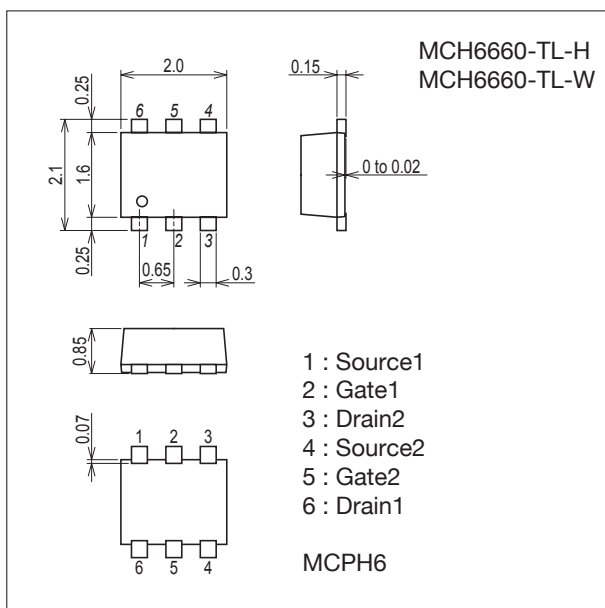 MCH6660-TL-H
MCH6660-TL-W
2.0
0.15
0.25
6 5 4
2.1
1.6
0 to 0.02
0.25
1 2 3
0.65
0.3
0.85
1 : Source1
2 : Gate1
3 : Drain2
4 : Source2
5 : Gate2
6 : Drain1
0.07
1 2 3
6 5 4
MCPH6